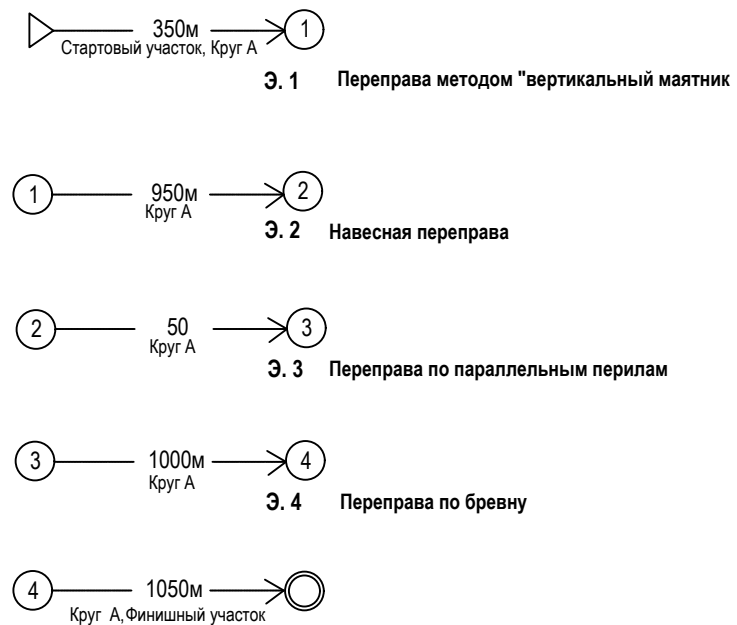 350м 1
Стартовый участок, Круг А
Э. 1 Переправа методом "вертикальный маятник
1 950м 2
Круг А
Э. 2 Навесная переправа
2 50 3
Круг А
Э. 3 Переправа по параллельным перилам
3 1000м 4
Круг А
Э. 4 Переправа по бревну
4 1050м
Круг А,Финишный участок